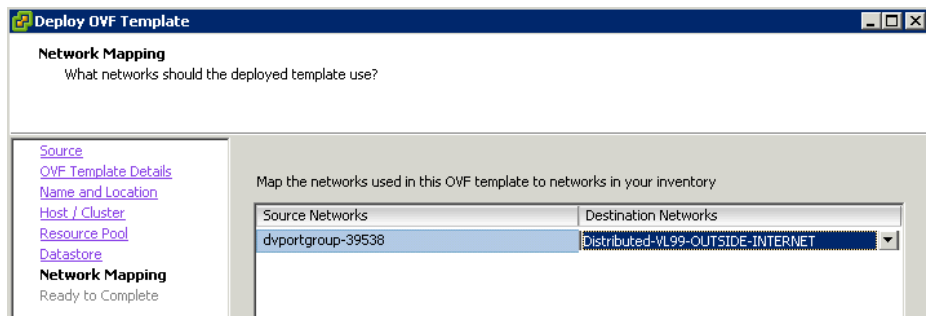 Deploy OVF Template
Network Mapping
What networks should the deployed template use?
Source
OVF Template Details
Name and Location
Host / Cluster
Resource Pool
Datastore
Network Mapping
Ready to Complete
Map the networks used in this OVF template to networks in your inventory
Source Networks Destination Networks
dvportgroup-39538 Distributed-VL99-OUTSIDE-INTERNET